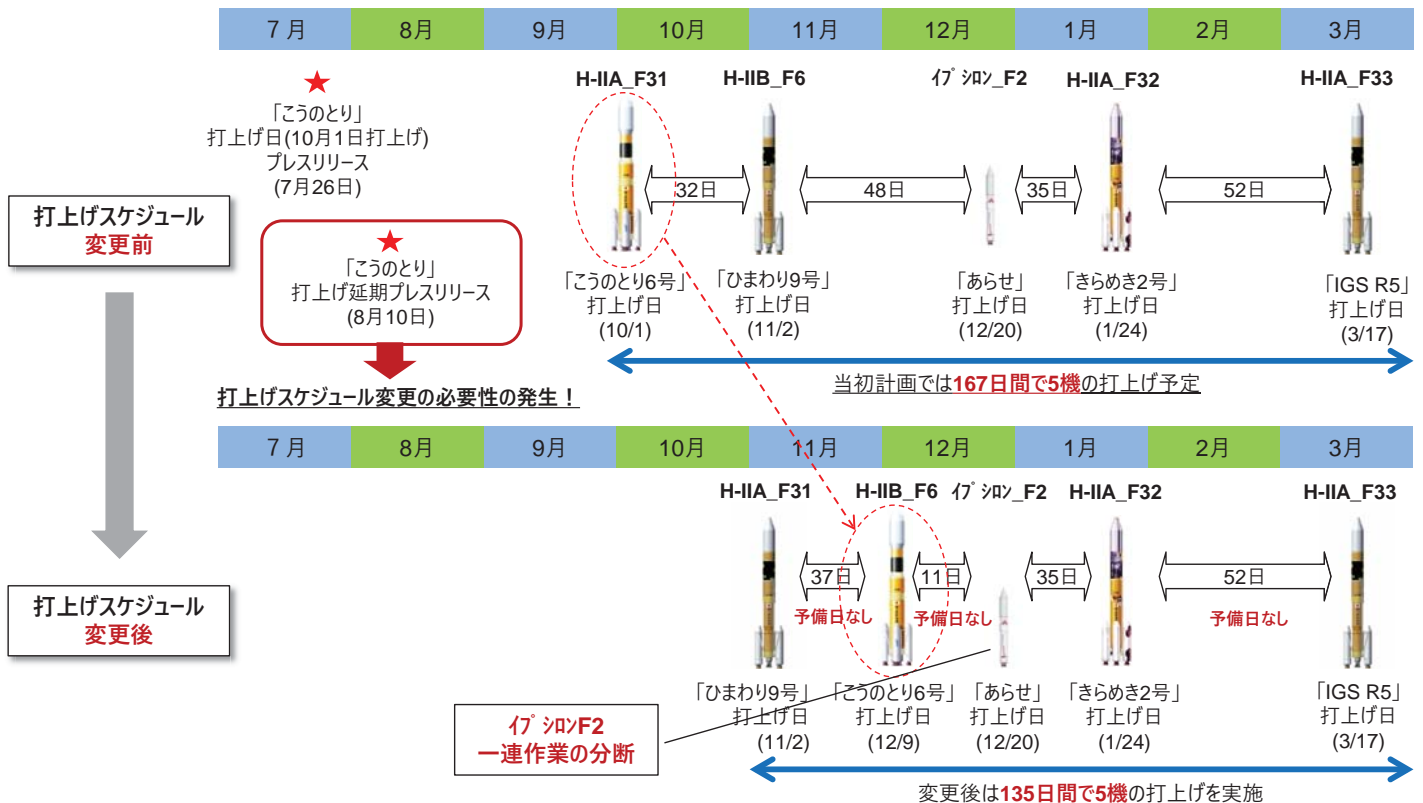 7 月 8月 9月 10月 11月 12月 1月 2月 3月
H-IIA_F31 H-IIB_F6 ｲﾌﾟｼﾛﾝ_F2 H-IIA_F32 H-IIA_F33
★
「こうのとり」
打上げ日(10月1日打上げ)
プレスリリース
(7月26日)
32日 48日 35日 52日
打上げスケジュール
変更前
★
「こうのとり」
打上げ延期プレスリリース
(8月10日)
「こうのとり6号」
打上げ日
(10/1)
「ひまわり9号」
打上げ日
(11/2)
「あらせ」
打上げ日
(12/20)
「きらめき2号」
打上げ日
(1/24)
「IGS R5」
打上げ日
(3/17)
当初計画では167日間で5機の打上げ予定
打上げスケジュール変更の必要性の発生！
7 月 8月 9月 10月 11月 12月 1月 2月 3月
H-IIA_F31 H-IIB_F6 ｲﾌﾟｼﾛﾝ_F2 H-IIA_F32 H-IIA_F33
37日 11日 35日 52日
予備日なし 予備日なし 予備日なし
打上げスケジュール
変更後
「ひまわり9号」
打上げ日
(11/2)
「こうのとり6号」
打上げ日
(12/9)
「あらせ」
打上げ日
(12/20)
「きらめき2号」
打上げ日
(1/24)
「IGS R5」
打上げ日
(3/17)
ｲﾌﾟｼﾛﾝF2
一連作業の分断
変更後は135日間で5機の打上げを実施